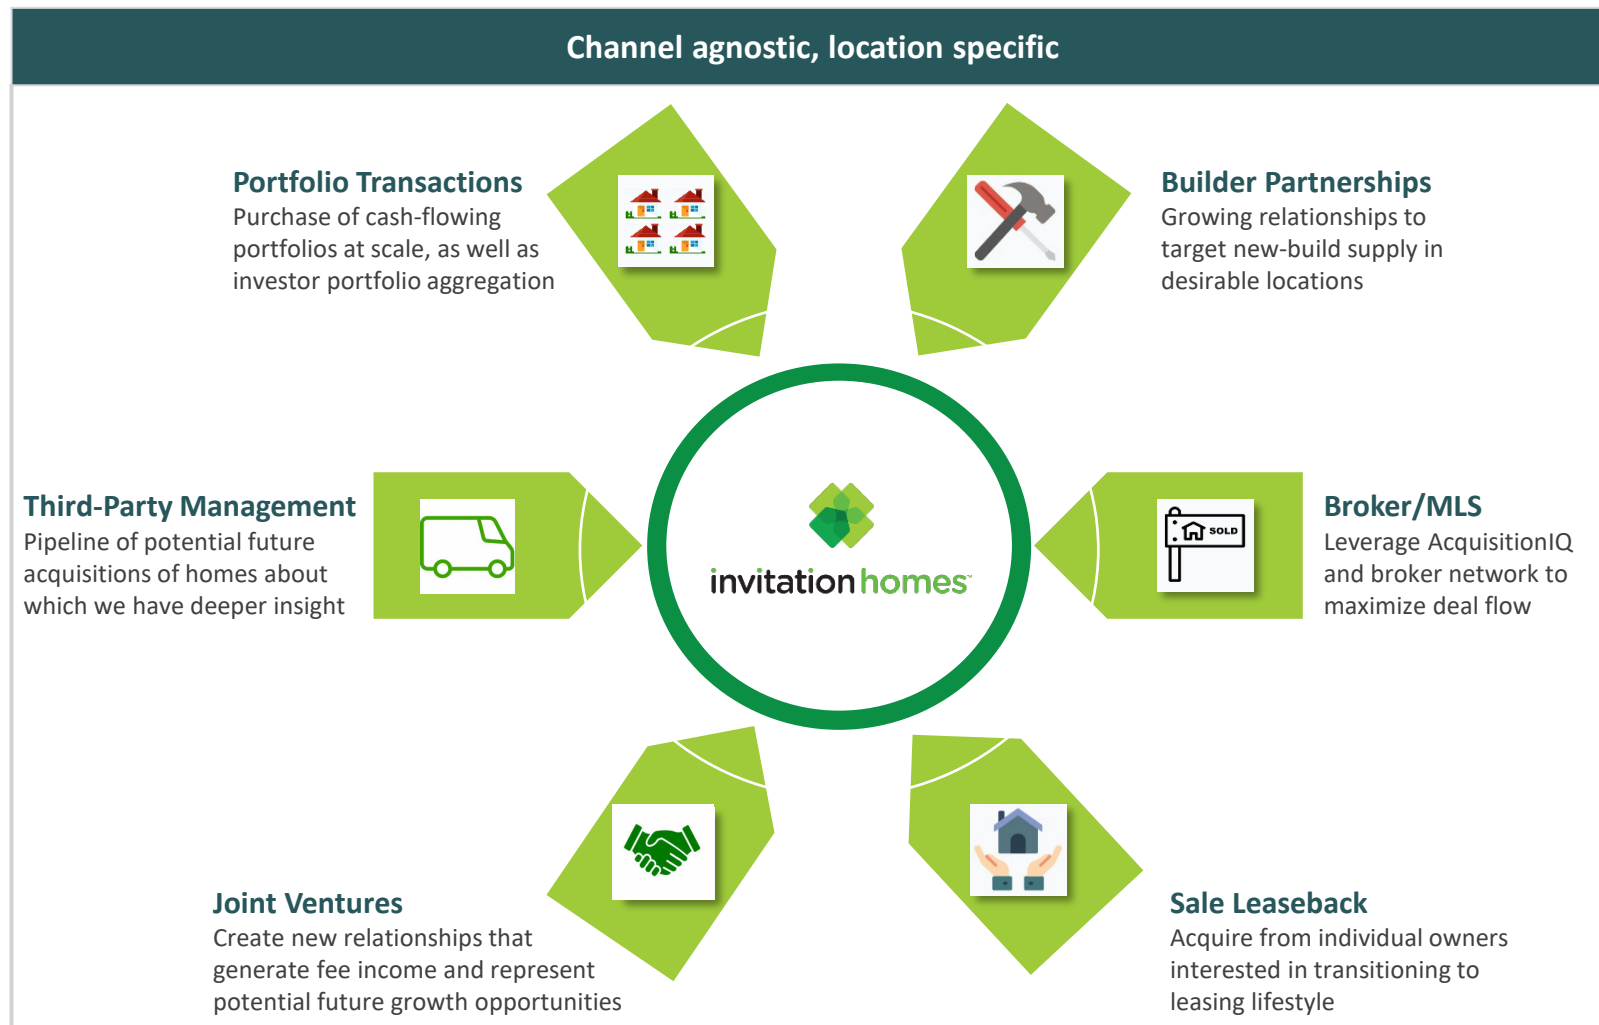 Channel agnostic, location specific
Portfolio Transactions
Purchase of cash-flowing
portfolios at scale, as well as
investor portfolio aggregation
Builder Partnerships
Growing relationships to
target new-build supply in
desirable locations
Third-Party Management
Pipeline of potential future
acquisitions of homes about
which we have deeper insight
invitation homes
SOLD
Broker/MLS
Leverage AcquisitionIQ
and broker network to
maximize deal flow
Joint Ventures
Create new relationships that
generate fee income and represent
potential future growth opportunities
Sale Leaseback
Acquire from individual owners
interested in transitioning to
leasing lifestyle